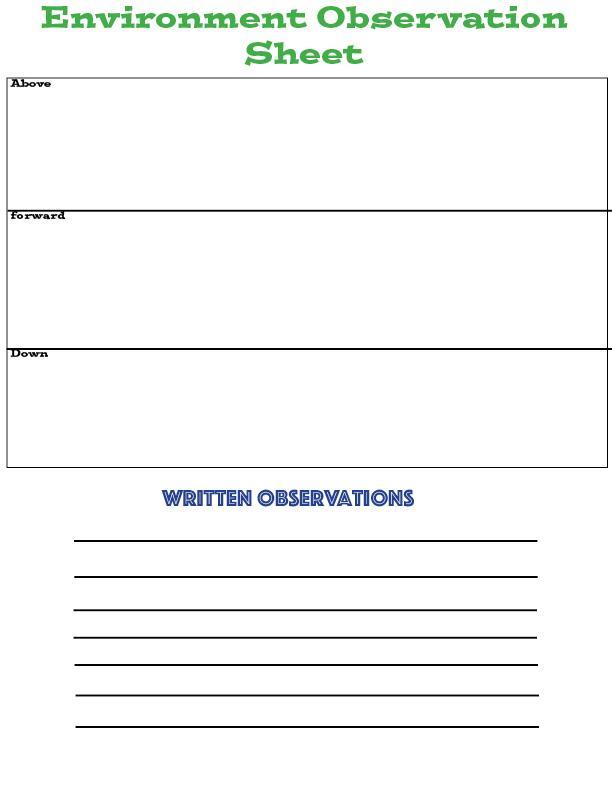 Environment Observation
Sheet
Above
forward
Down
WRITTEN OBSERVATIONS